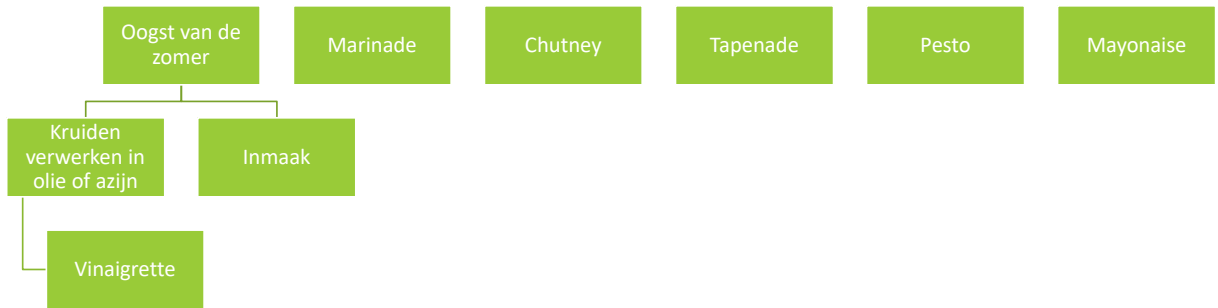 Oogst van de
zomer
Marinade
Chutney
Tapenade
Pesto
Mayonaise
Kruiden
verwerken in
olie of azijn
Inmaak
Vinaigrette